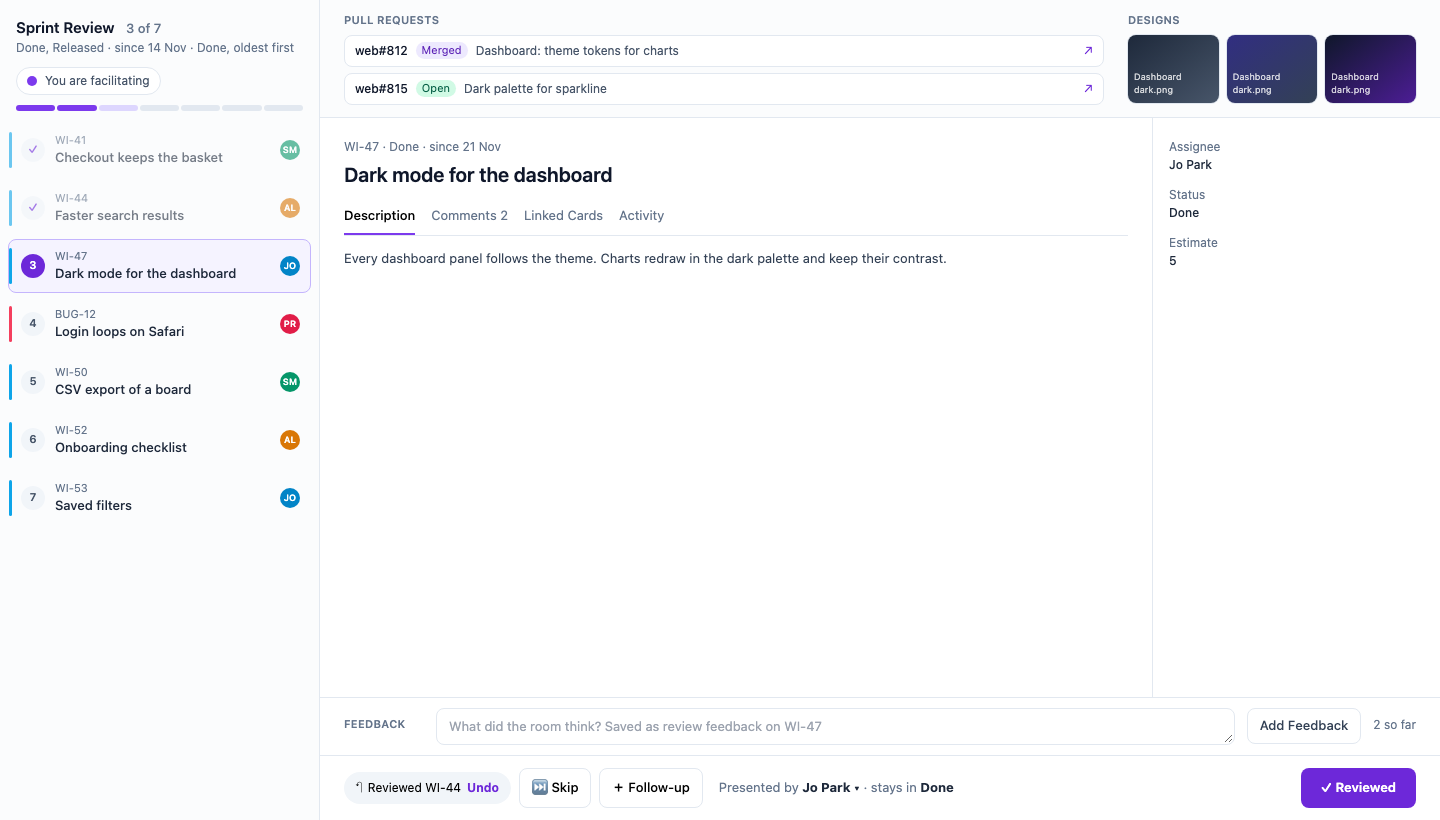 Sprint Review 3 of 7
Done, Released · since 14 Nov · Done, oldest first
You are facilitating
WI-41
Checkout keeps the basket
SM
WI-44
Faster search results
AL
3
WI-47
Dark mode for the dashboard
JO
4
BUG-12
Login loops on Safari
PR
5
WI-50
CSV export of a board
SM
6
WI-52
Onboarding checklist
AL
7
WI-53
Saved filters
JO
PULL REQUESTS
web#812 Merged Dashboard: theme tokens for charts
web#815 Open Dark palette for sparkline
DESIGNS
Dashboard
dark.png
Dashboard
dark.png
Dashboard
dark.png
WI-47 · Done · since 21 Nov
Dark mode for the dashboard
Description Comments 2 Linked Cards Activity
Every dashboard panel follows the theme. Charts redraw in the dark palette and keep their contrast.
Assignee
Jo Park
Status
Done
Estimate
5
FEEDBACK
What did the room think? Saved as review feedback on WI-47
Add Feedback
2 so far
Reviewed WI-44 Undo
Skip
+ Follow-up
Presented by Jo Park ▾ · stays in Done
✓ Reviewed